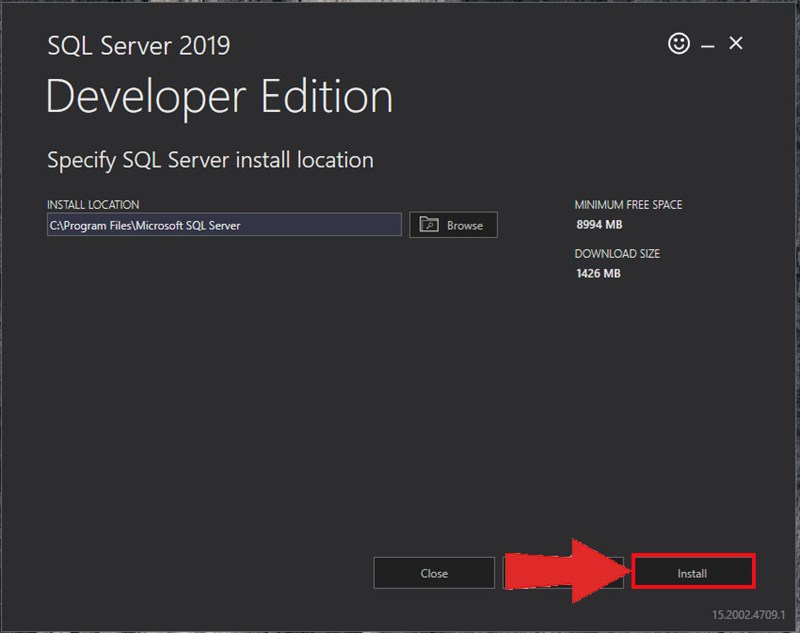 SQL Server 2019
Developer Edition
Specify SQL Server install location
INSTALL LOCATION
C:\Program Files\Microsoft SQL Server
Browse
MINIMUM FREE SPACE
8994 MB
DOWNLOAD SIZE
1426 MB
Close
Install
15.2002.4709.1